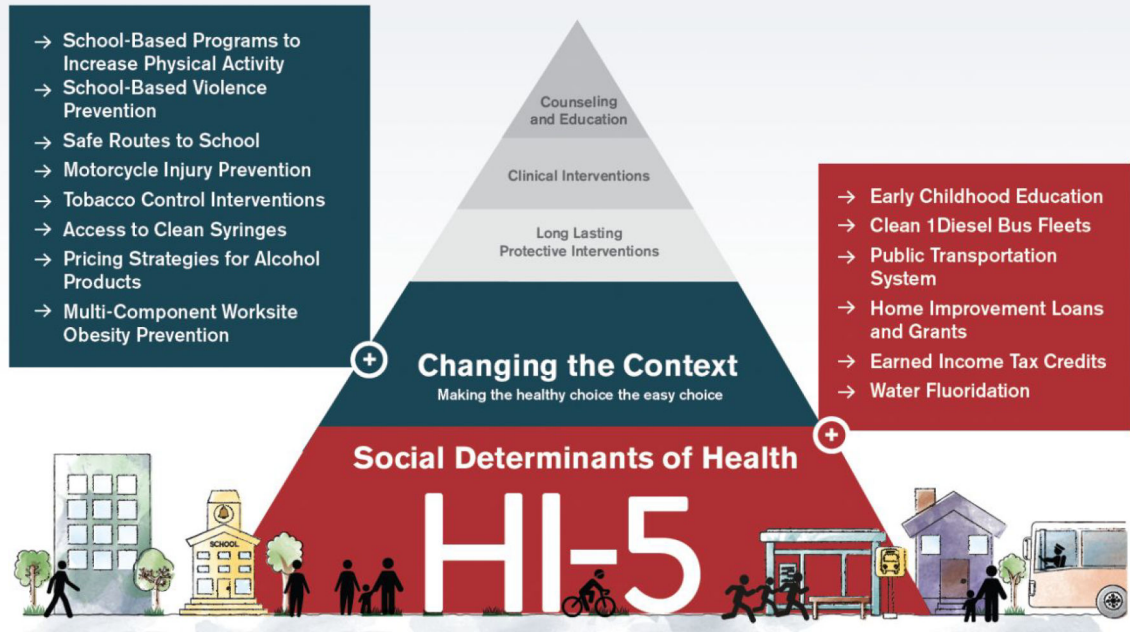 → School-Based Programs to
Increase Physical Activity
→ School-Based Violence
Prevention
→ Safe Routes to School
→ Motorcycle Injury Prevention
→ Tobacco Control Interventions
→ Access to Clean Syringes
→ Pricing Strategies for Alcohol
Products
→ Multi-Component Worksite
Obesity Prevention
Counseling
and Education
Clinical Interventions
Long Lasting
Protective Interventions
Changing the Context
Making the healthy choice the easy choice
→ Early Childhood Education
→ Clean 1Diesel Bus Fleets
→ Public Transportation
System
→ Home Improvement Loans
and Grants
→ Earned Income Tax Credits
→ Water Fluoridation
Social Determinants of Health
HI-5
SCHOOL